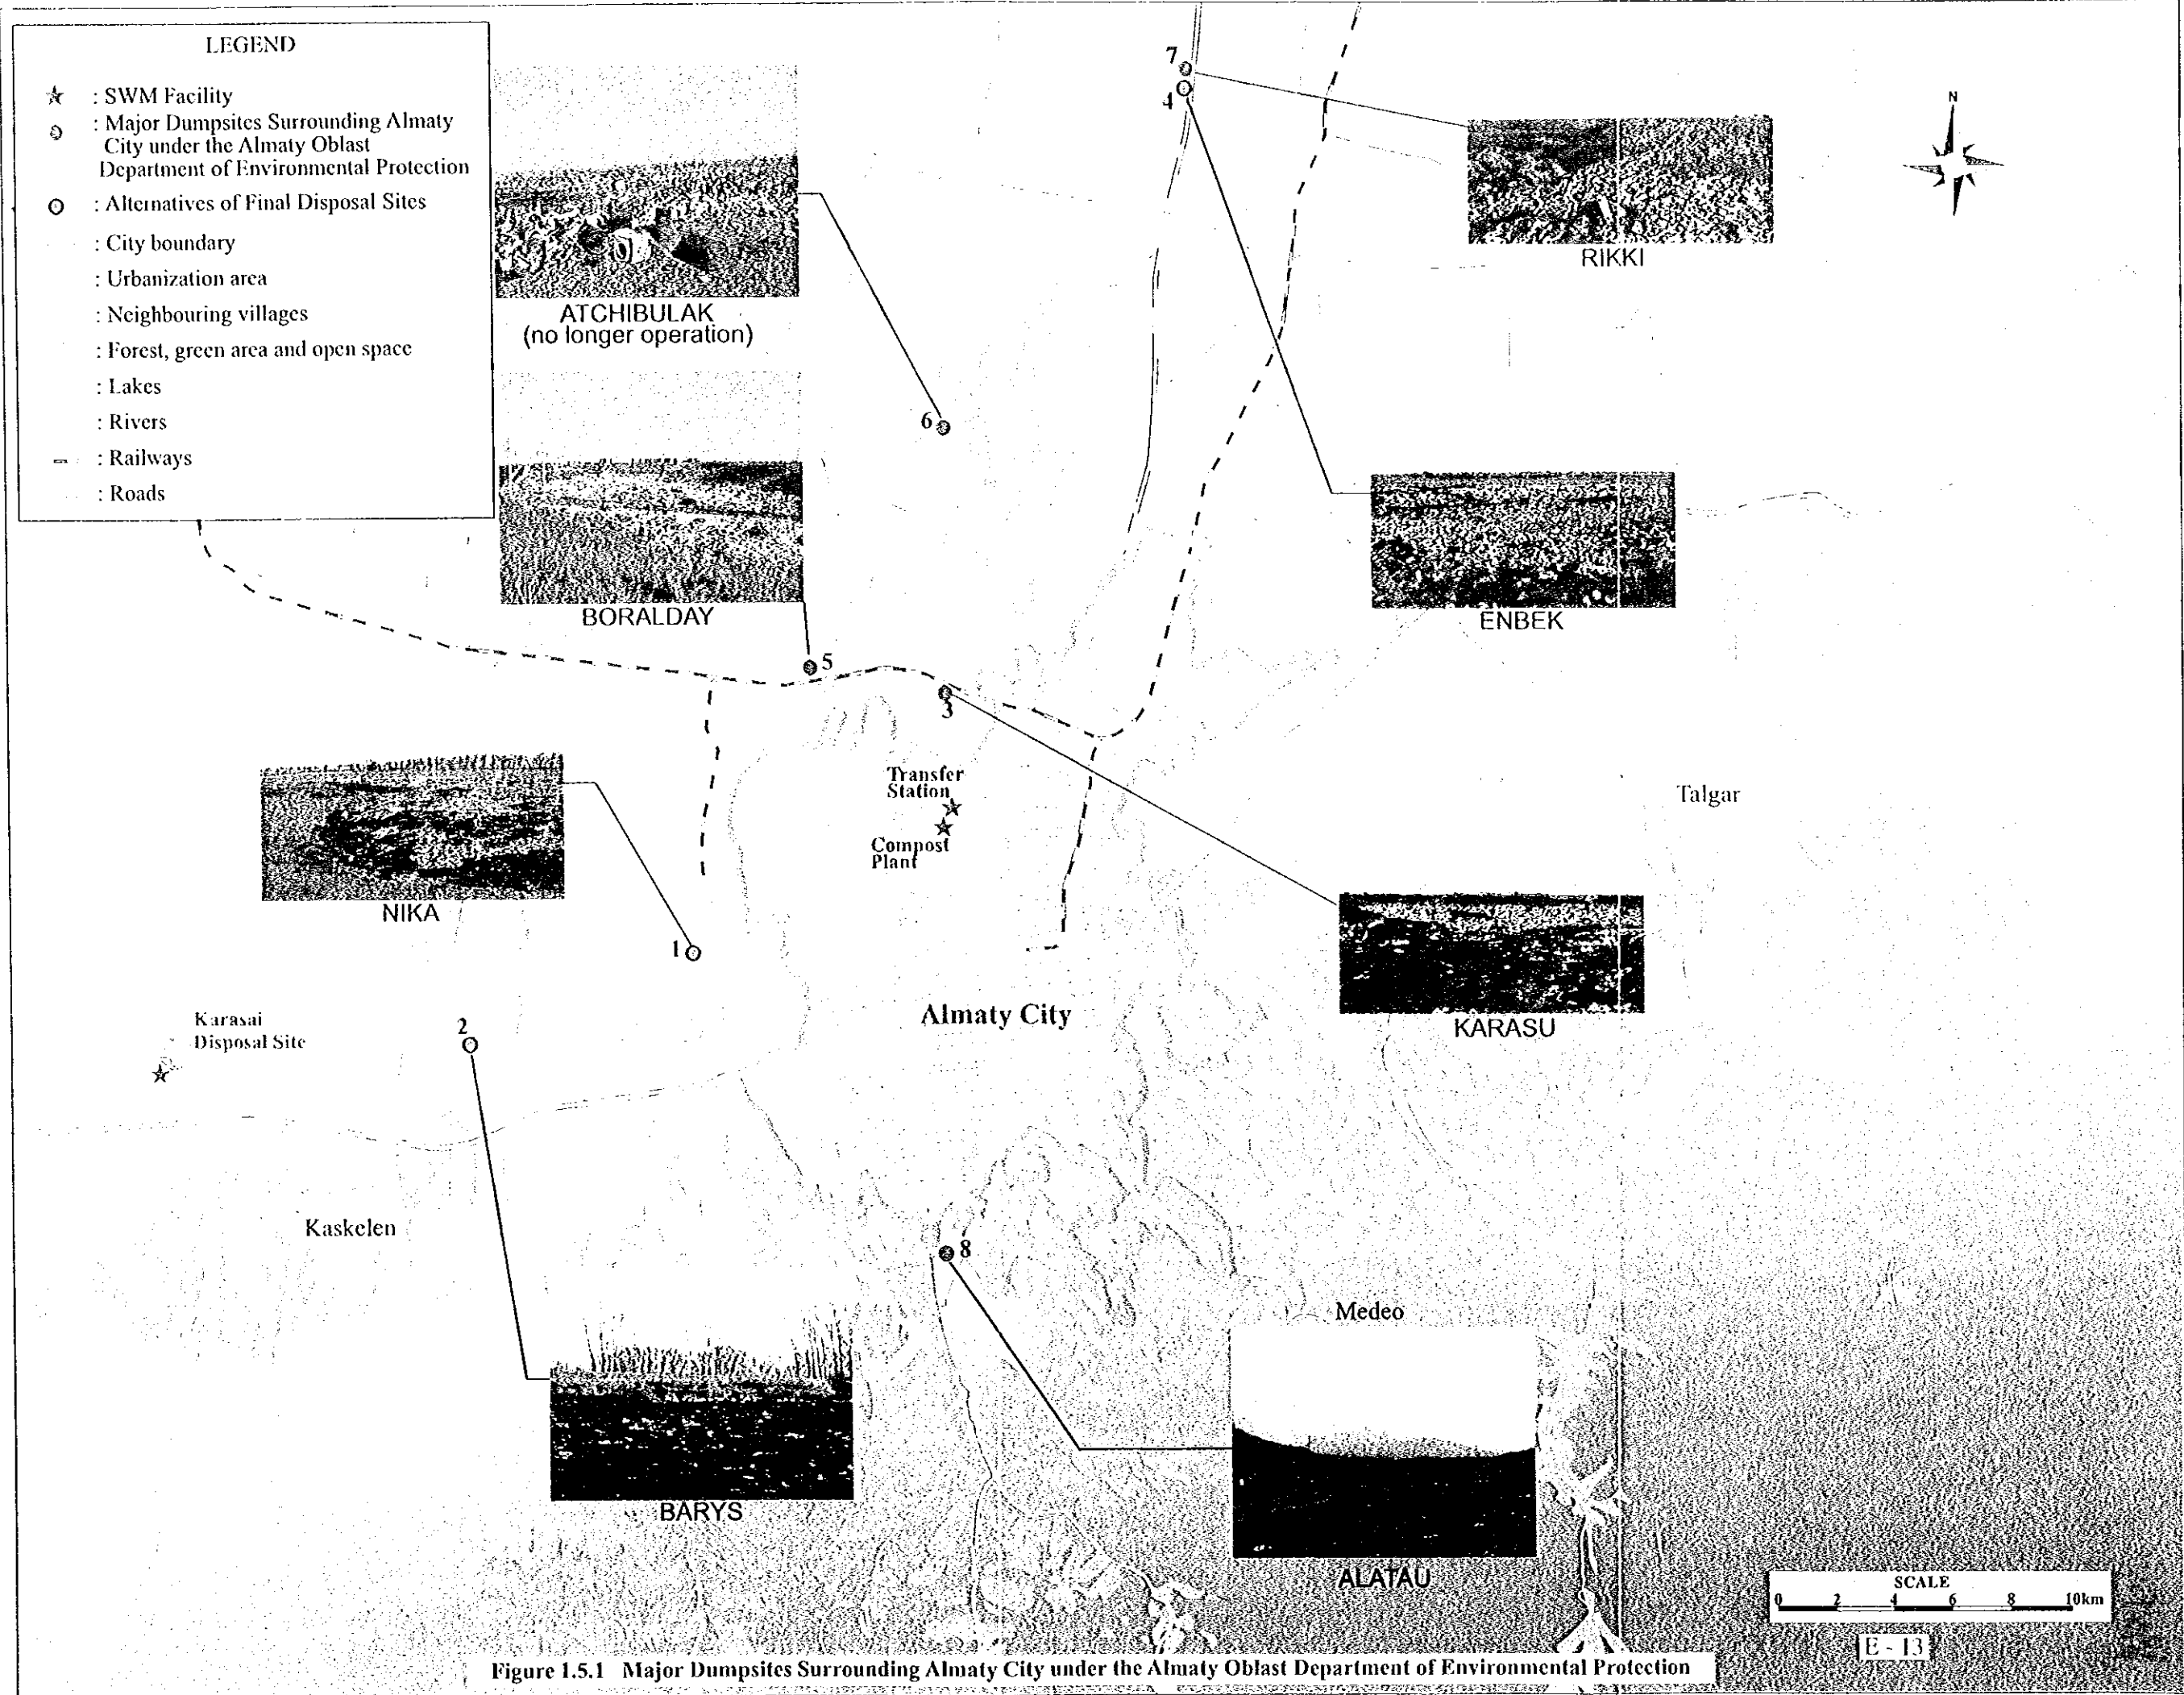 LEGEND
: SWM Facility
: Major Dumpsites Surrounding Almaty
City under the Almaty Oblast
Department of Environmental Protection
: Alternatives of Final Disposal Sites
: City boundary
: Urbanization area
: Neighbouring villages
: Forest, green area and open space
: Lakes
: Rivers
: Railways
: Roads
7
4
N
RIKKI
ATCHIBULAK
(no longer operation)
6
BORALDAY
ENBEK
5
3
Transfer
Station
Compost
Plant
Talgar
NIKA
1
Almaty City
KARASU
Karasai
Disposal Site
2
Kaskelen
8
Medeo
BARYS
ALATAU
SCALE
0 2 4 6 8 10km
E - 13
Figure 1.5.1 Major Dumpsites Surrounding Almaty City under the Almaty Oblast Department of Environmental Protection